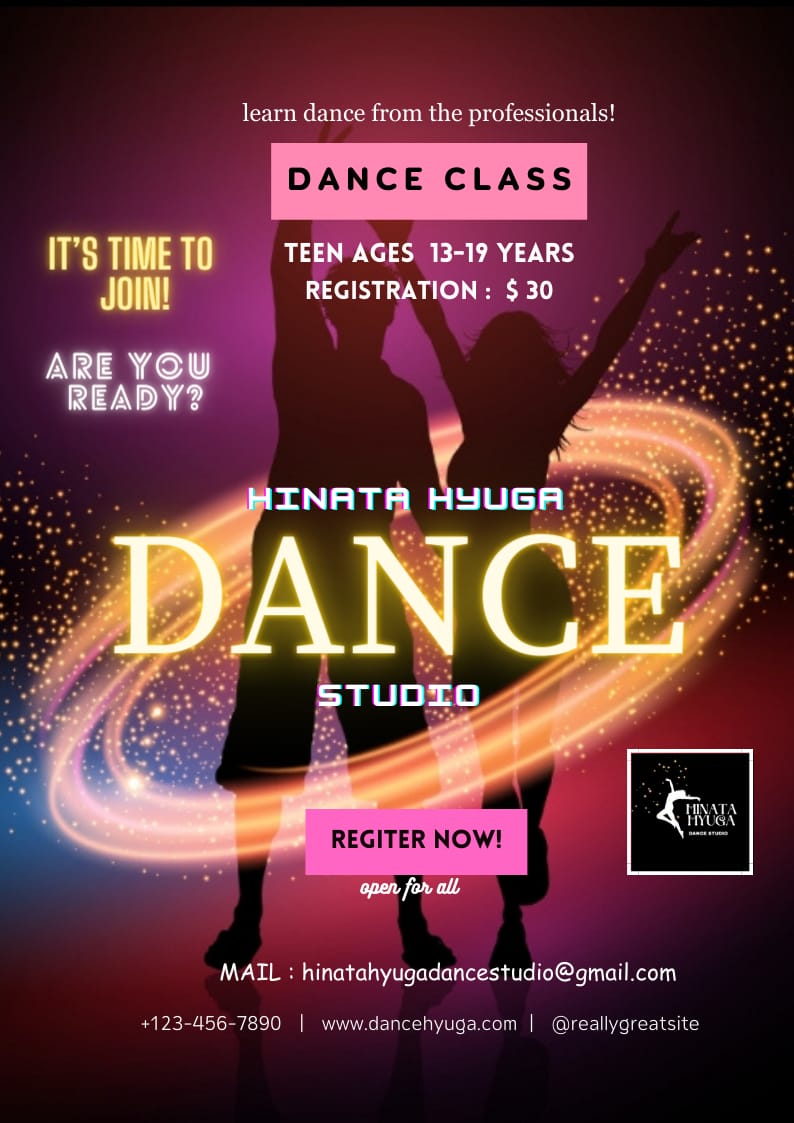 learn dance from the professionals!
DANCE CLASS
TEEN AGES 13-19 YEARS
REGISTRATION : $ 30
IT'S TIME TO
JOIN!
ARE YOU
READY?
HINATA HYUGA
DANCE
STUDIO
HINATA
HYUGA
DANCE STUDIO
REGITER NOW!
open for all
MAIL : hinatahyugadancestudio@gmail.com
+123-456-7890 | www.dancehyuga.com | @reallygreatsite